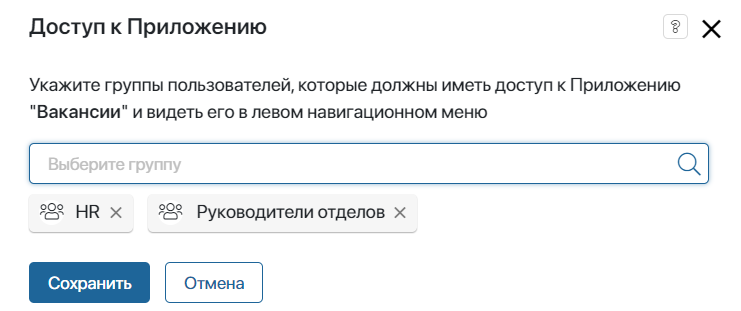 Доступ к Приложению
?
Укажите группы пользователей, которые должны иметь доступ к Приложению
"Вакансии" и видеть его в левом навигационном меню
Выберите группу
HR
Руководители отделов
Сохранить
Отмена